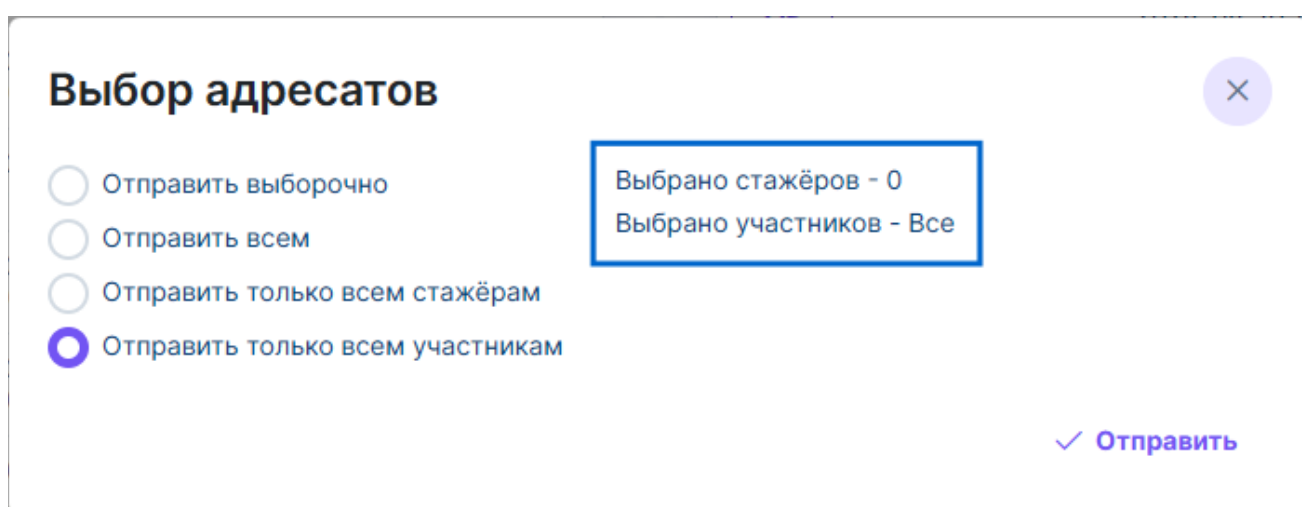 Выбор адресатов
Отправить выборочно
Отправить всем
Отправить только всем стажёрам
Отправить только всем участникам
Выбрано стажёров - 0
Выбрано участников - Все
Отправить